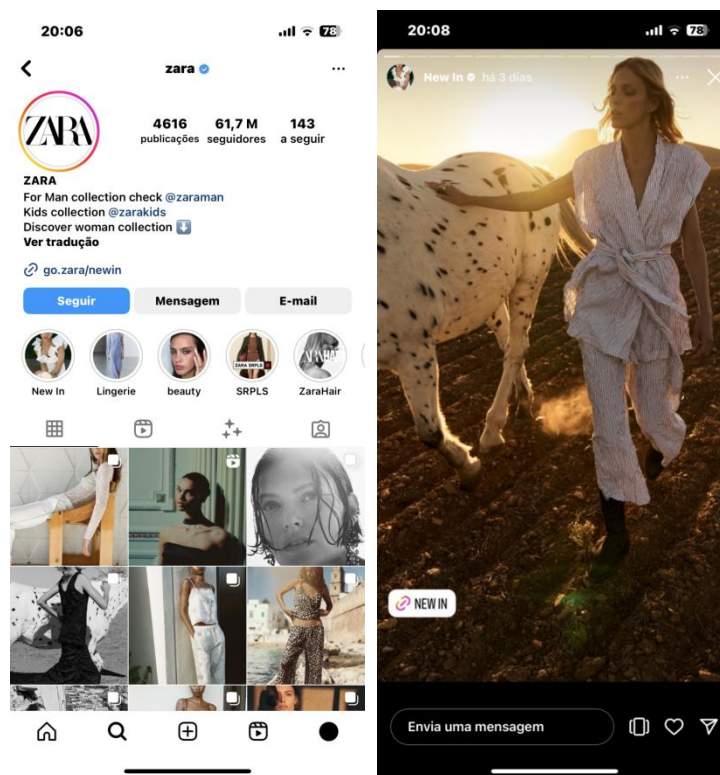 20:06
78
zara
ZARA
4616
61,7 M
143
publicações
seguidores
a seguir
ZARA
For Man collection check @zaraman
Kids collection @zarakids
Discover woman collection
Ver tradução
go.zara/newin
Seguir
Mensagem
E-mail
ZARA SRPLS
New In
Lingerie
beauty
SRPLS
ZaraHair
20:08
78
New In há 3 dias
NEW IN
Envia uma mensagem